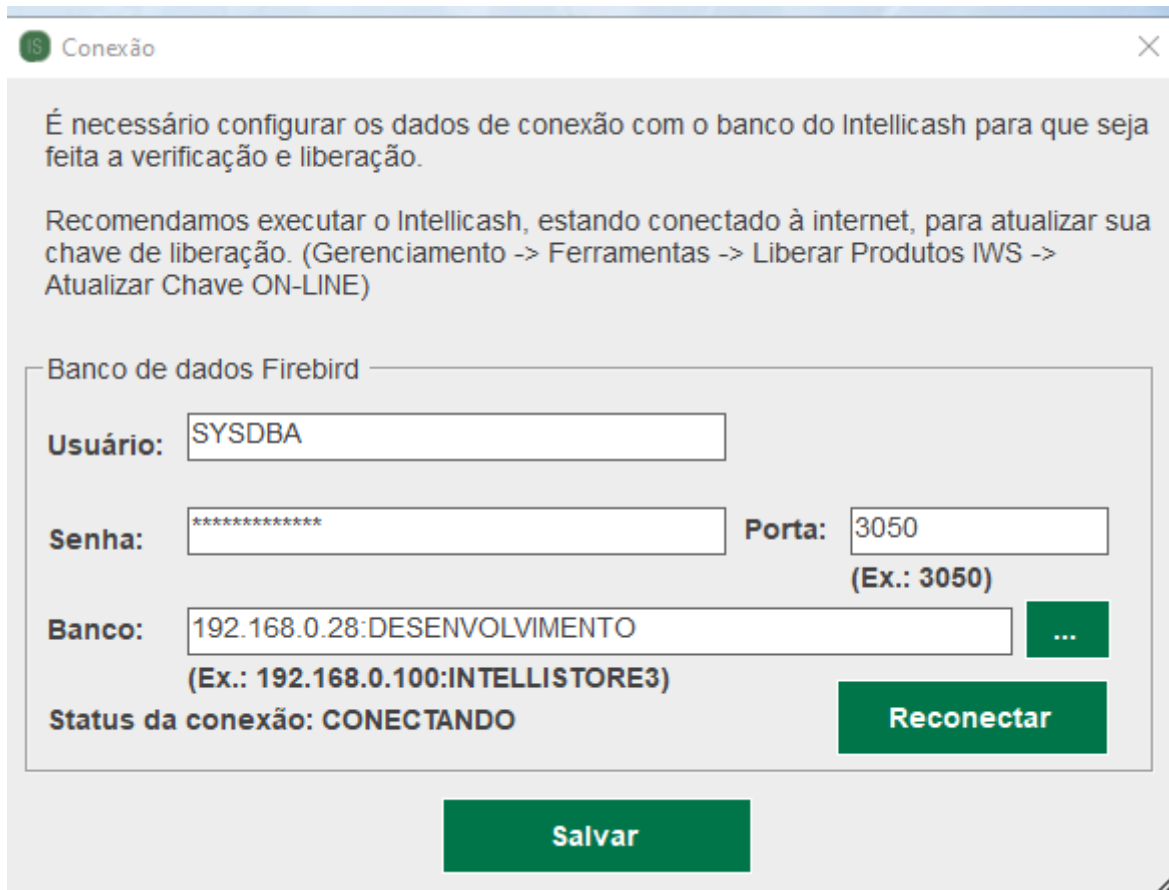 IS Conexão
É necessário configurar os dados de conexão com o banco do Intellicash para que seja
feita a verificação e liberação.
Recomendamos executar o Intellicash, estando conectado à internet, para atualizar sua
chave de liberação. (Gerenciamento -> Ferramentas -> Liberar Produtos IWS ->
Atualizar Chave ON-LINE)
Banco de dados Firebird
Usuário: SYSDBA
Senha: ************* Porta: 3050
(Ex.: 3050)
Banco: 192.168.0.28:DESENVOLVIMENTO ...
(Ex.: 192.168.0.100:INTELLISTORE3)
Status da conexão: CONECTANDO Reconectar
Salvar